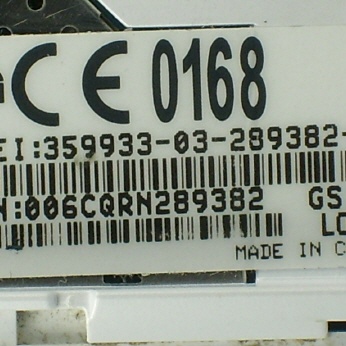 CE 0168
EI:359933-03-289382-
N:006CQRN289382 GS
LC
MADE IN C